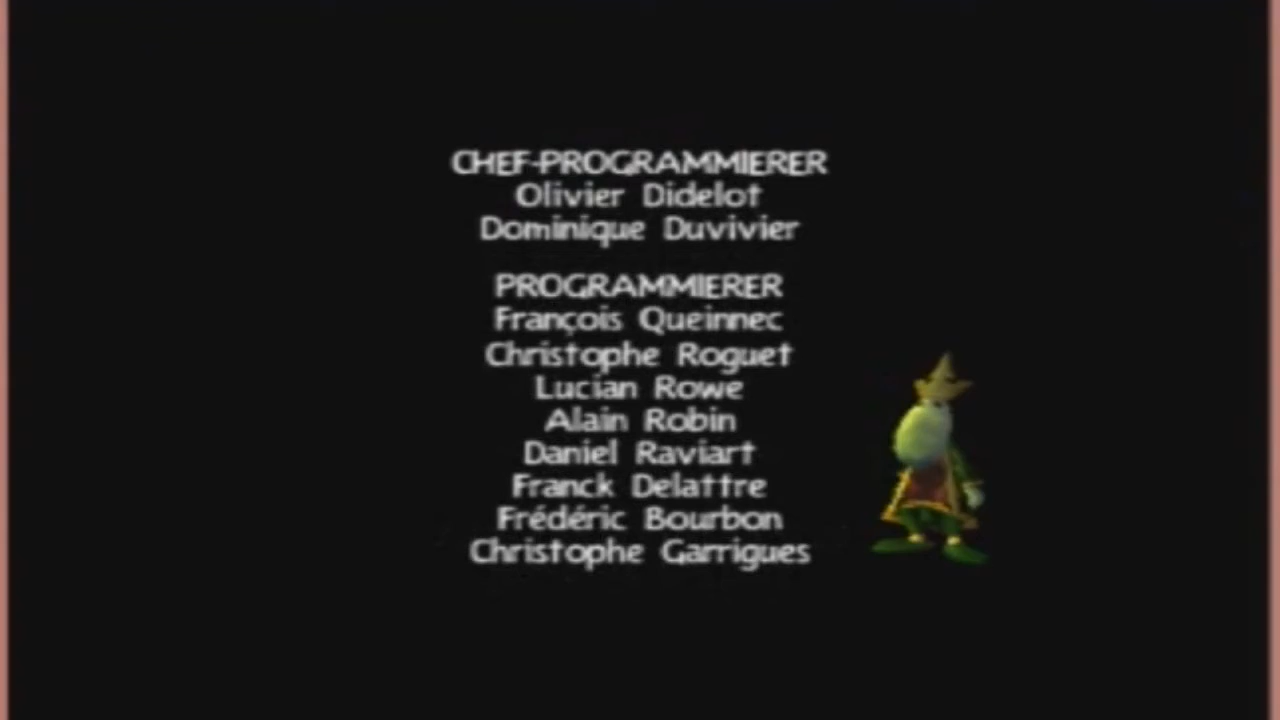 CHEF-PROGRAMMIERER
Olivier Didelot
Dominique Duvivier
PROGRAMMIERER
François Queinnec
Christophe Roguet
Lucian Rowe
Alain Robin
Daniel Raviart
Franck Delattre
Frédéric Bourbon
Christophe Garrigues